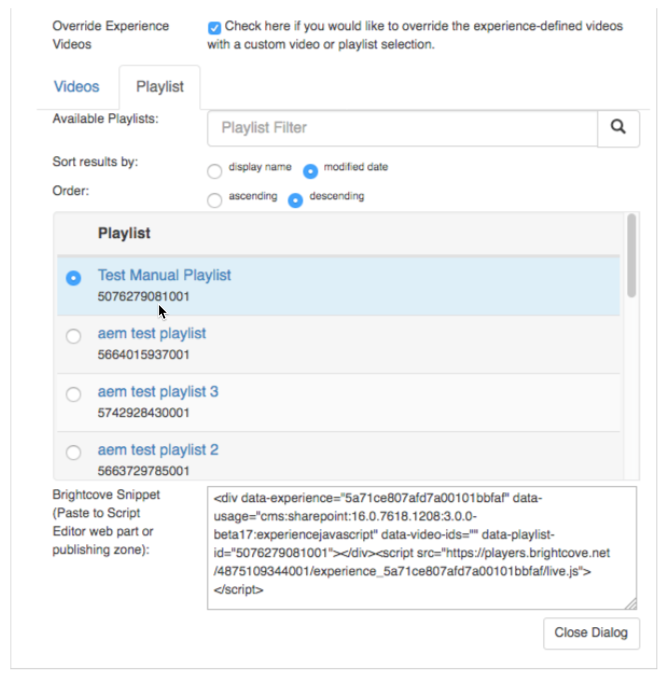 Override Experience
Videos
Check here if you would like to override the experience-defined videos
with a custom video or playlist selection.
Videos
Playlist
Available Playlists:
Playlist Filter
Sort results by:
display name
modified date
Order:
ascending
descending
Playlist
Test Manual Playlist
5076279081001
aem test playlist
5664015937001
aem test playlist 3
5742928430001
aem test playlist 2
5663729785001
Brightcove Snippet
(Paste to Script
Editor web part or
publishing zone):
<div data-experience="5a71ce807afd7a00101bbfaf" data-
usage="cms:sharepoint:16.0.7618.1208:3.0.0-
beta17:experiencejavascript" data-video-ids="" data-playlist-
id="5076279081001"></div><script src="https://players.brightcove.net
/4875109344001/experience_5a71ce807afd7a00101bbfaf/live.js">
</script>
Close Dialog